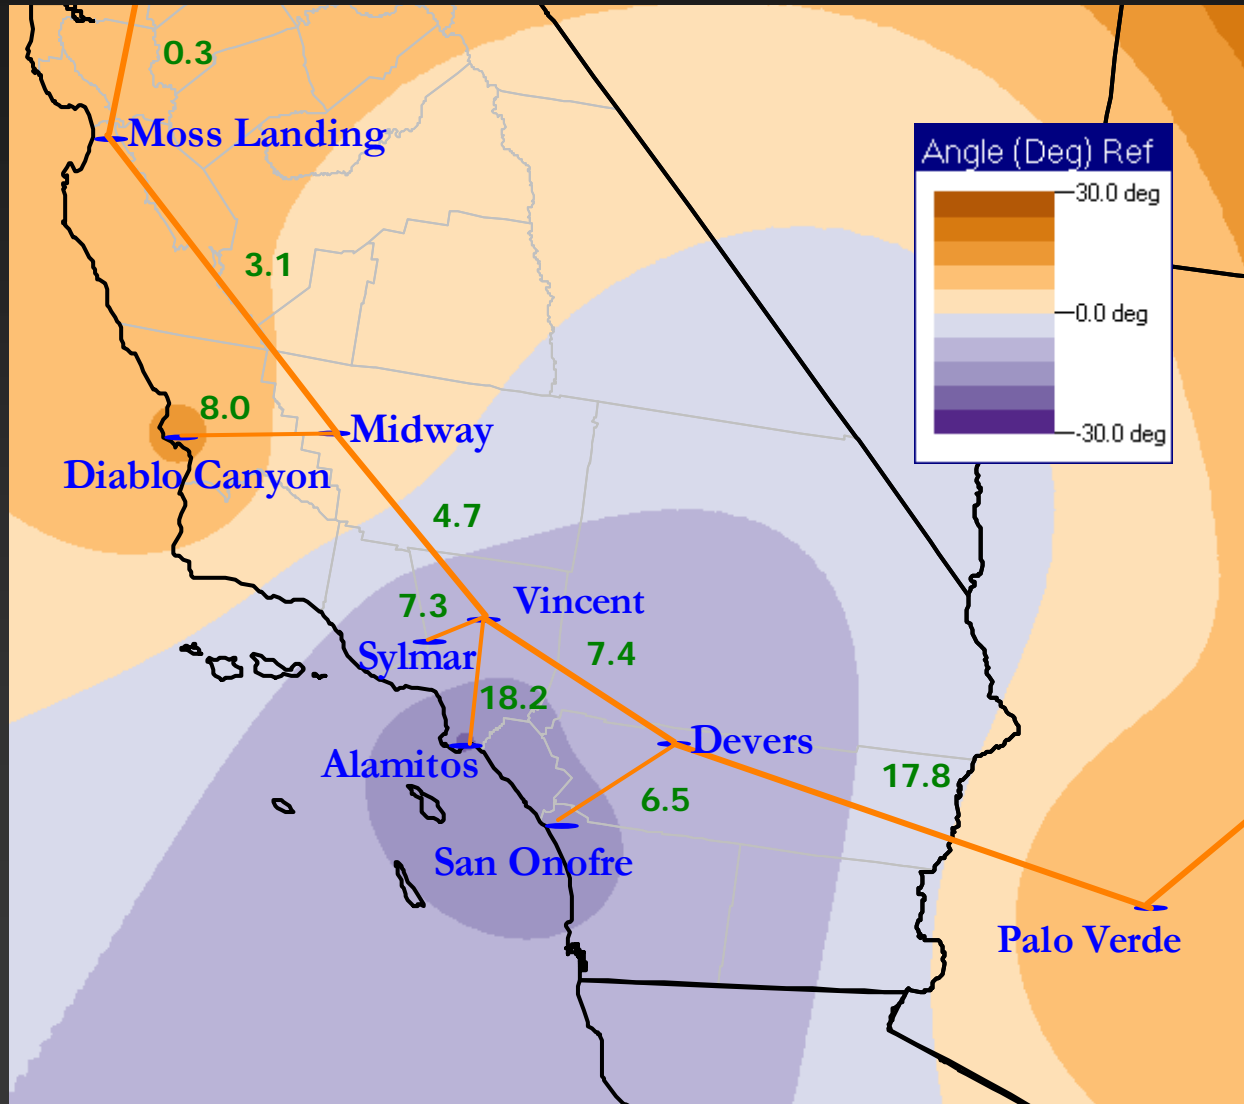 0.3
Moss Landing
Angle (Deg) Ref
30.0 deg
0.0 deg
-30.0 deg
3.1
8.0
Midway
Diablo Canyon
4.7
7.3
Vincent
Sylmar
7.4
18.2
Devers
Alamitos
17.8
6.5
San Onofre
Palo Verde